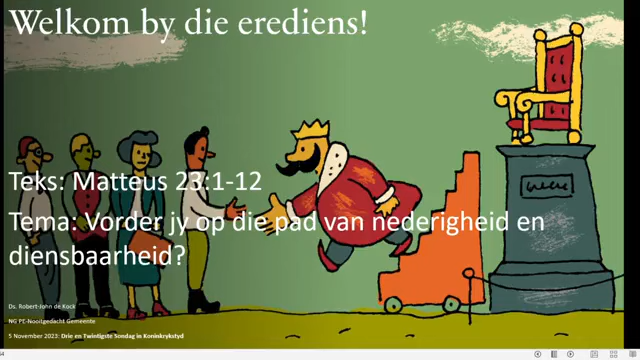 Welkom by die erediens!
Teks: Matteus 23:1-12
Tema: Vorder jy op die pad van nederigheid en
diensbaarheid?
Ds. Robert-John de Kock
NG PE-Nooitgedacht Gemeente
5 November 2023: Drie en Twintigste Sondag in Koninkrykstyd